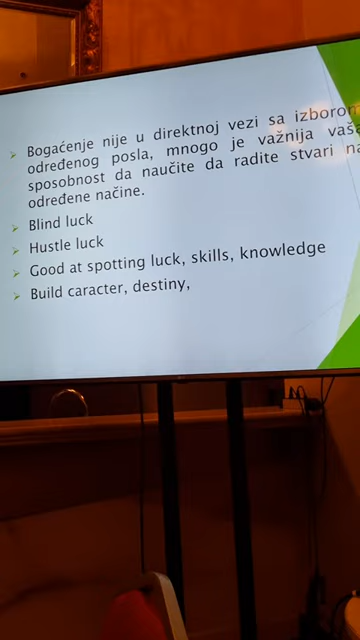 Bogaćenje nije u direktnoj vezi sa izborom
određenog posla, mnogo je važnija vaša
sposobnost da naučite da radite stvari na
određene načine.
Blind luck
Hustle luck
Good at spotting luck, skills, knowledge
Build caracter, destiny,